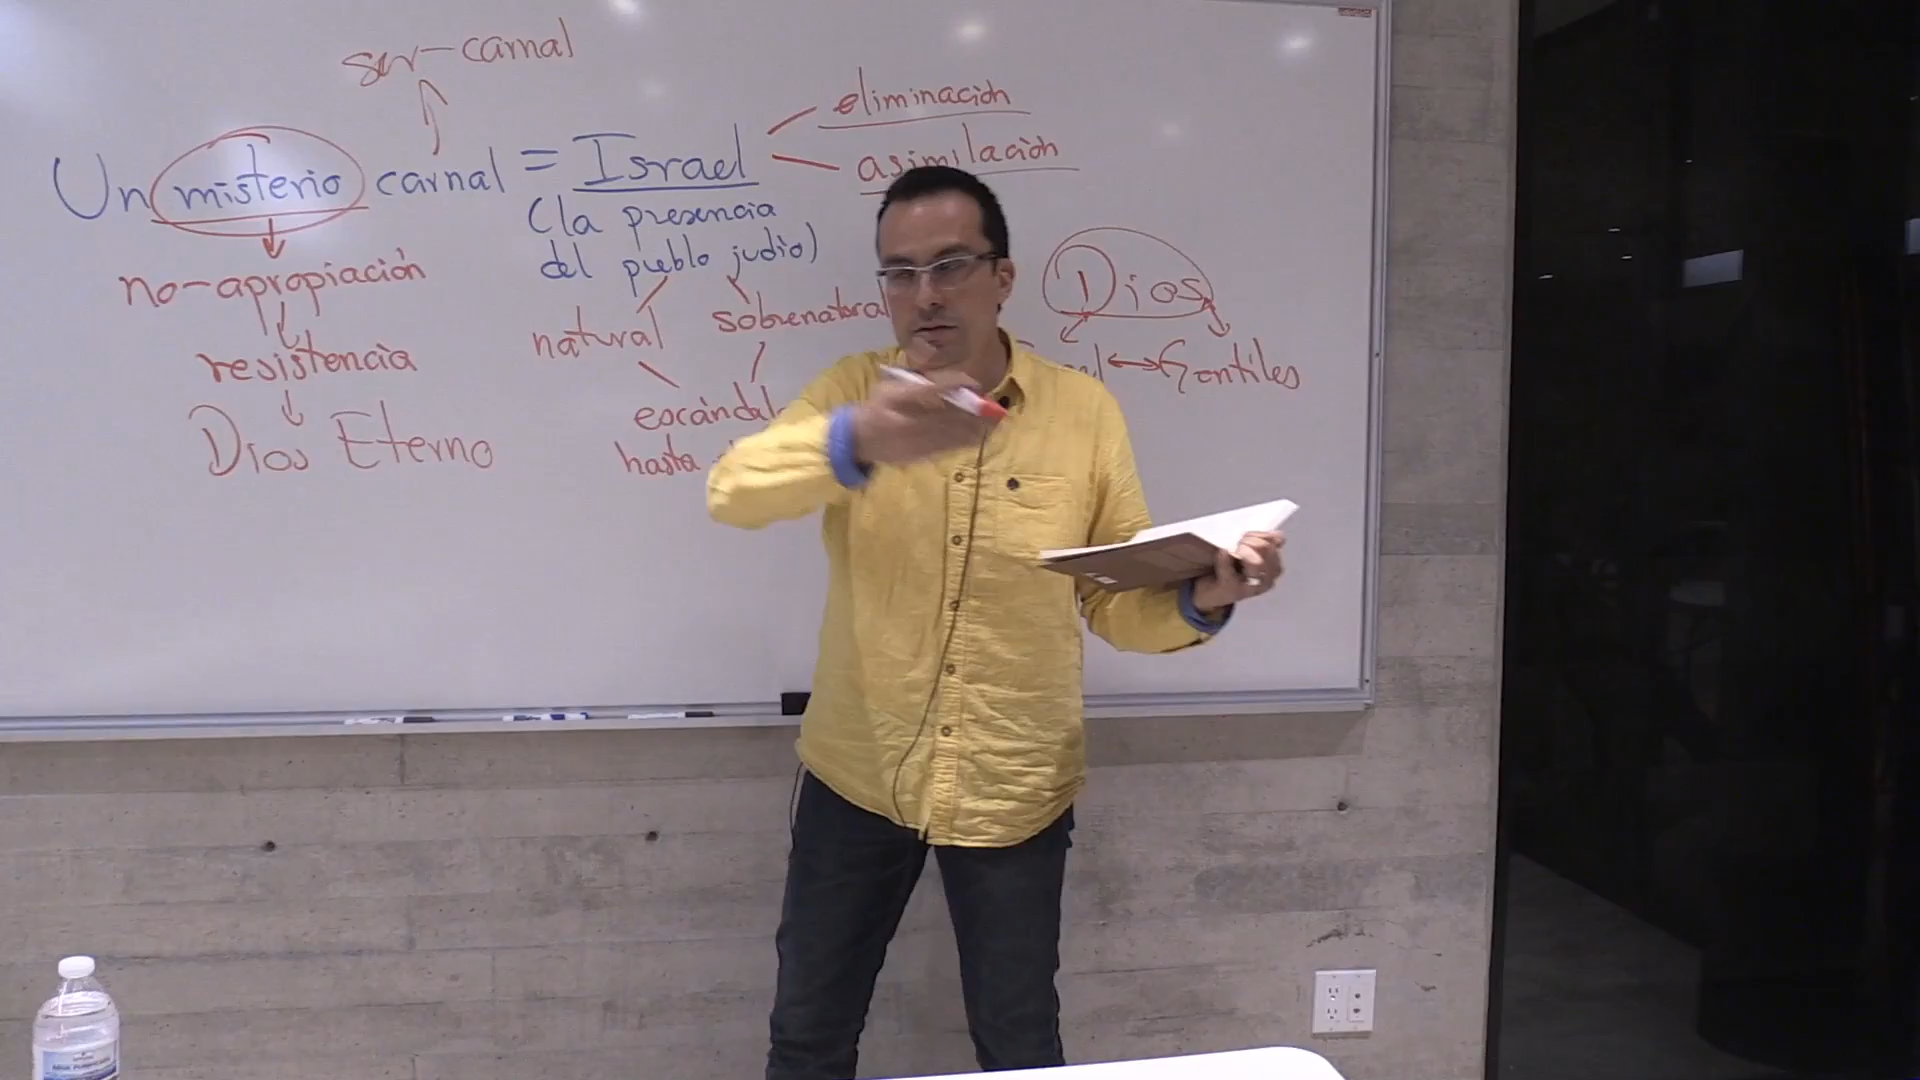 ser-carnal
Un misterio carnal = Israel
eliminación
asimilación
(la presencia
del pueblo judío)
no-apropiación
resistencia
Dios Eterno
natural
sobrenatural
escándalo
hasta
Dios
Gentiles